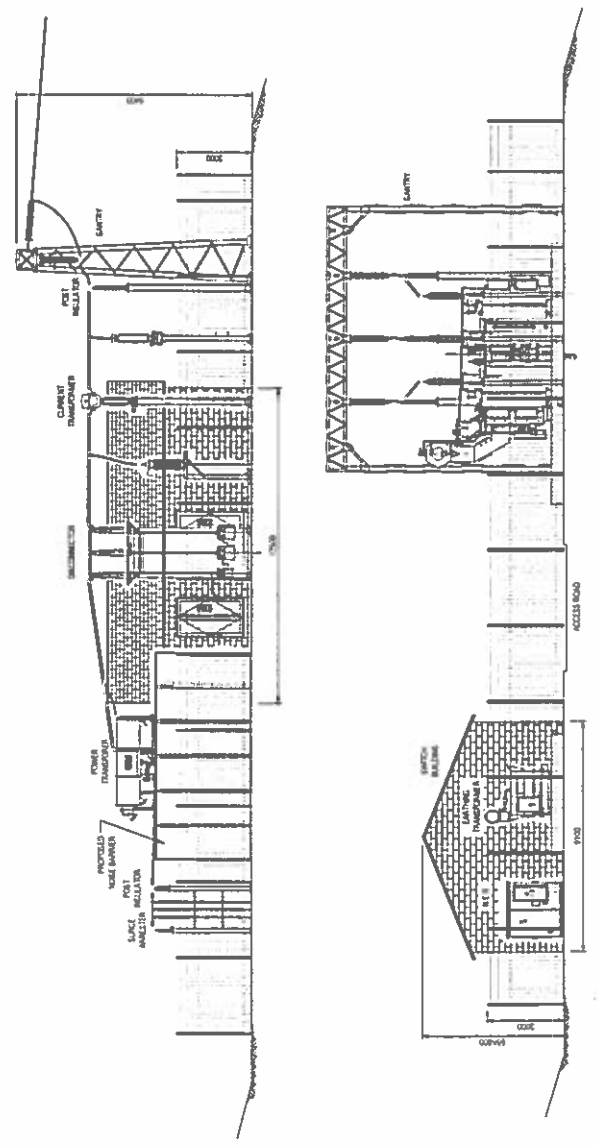 GANTRY
POST
INSULATOR
CURRENT
TRANSFORMER
DISCONNECTOR
POWER
TRANSFORMER
PROPOSED
NOISE BARRIER
POST
INSULATOR
SURGE
ARRESTER
3000
GANTRY
ACCESS ROAD
SWITCH
BUILDING
EARTHING
TRANSFORMER
N E R
3000